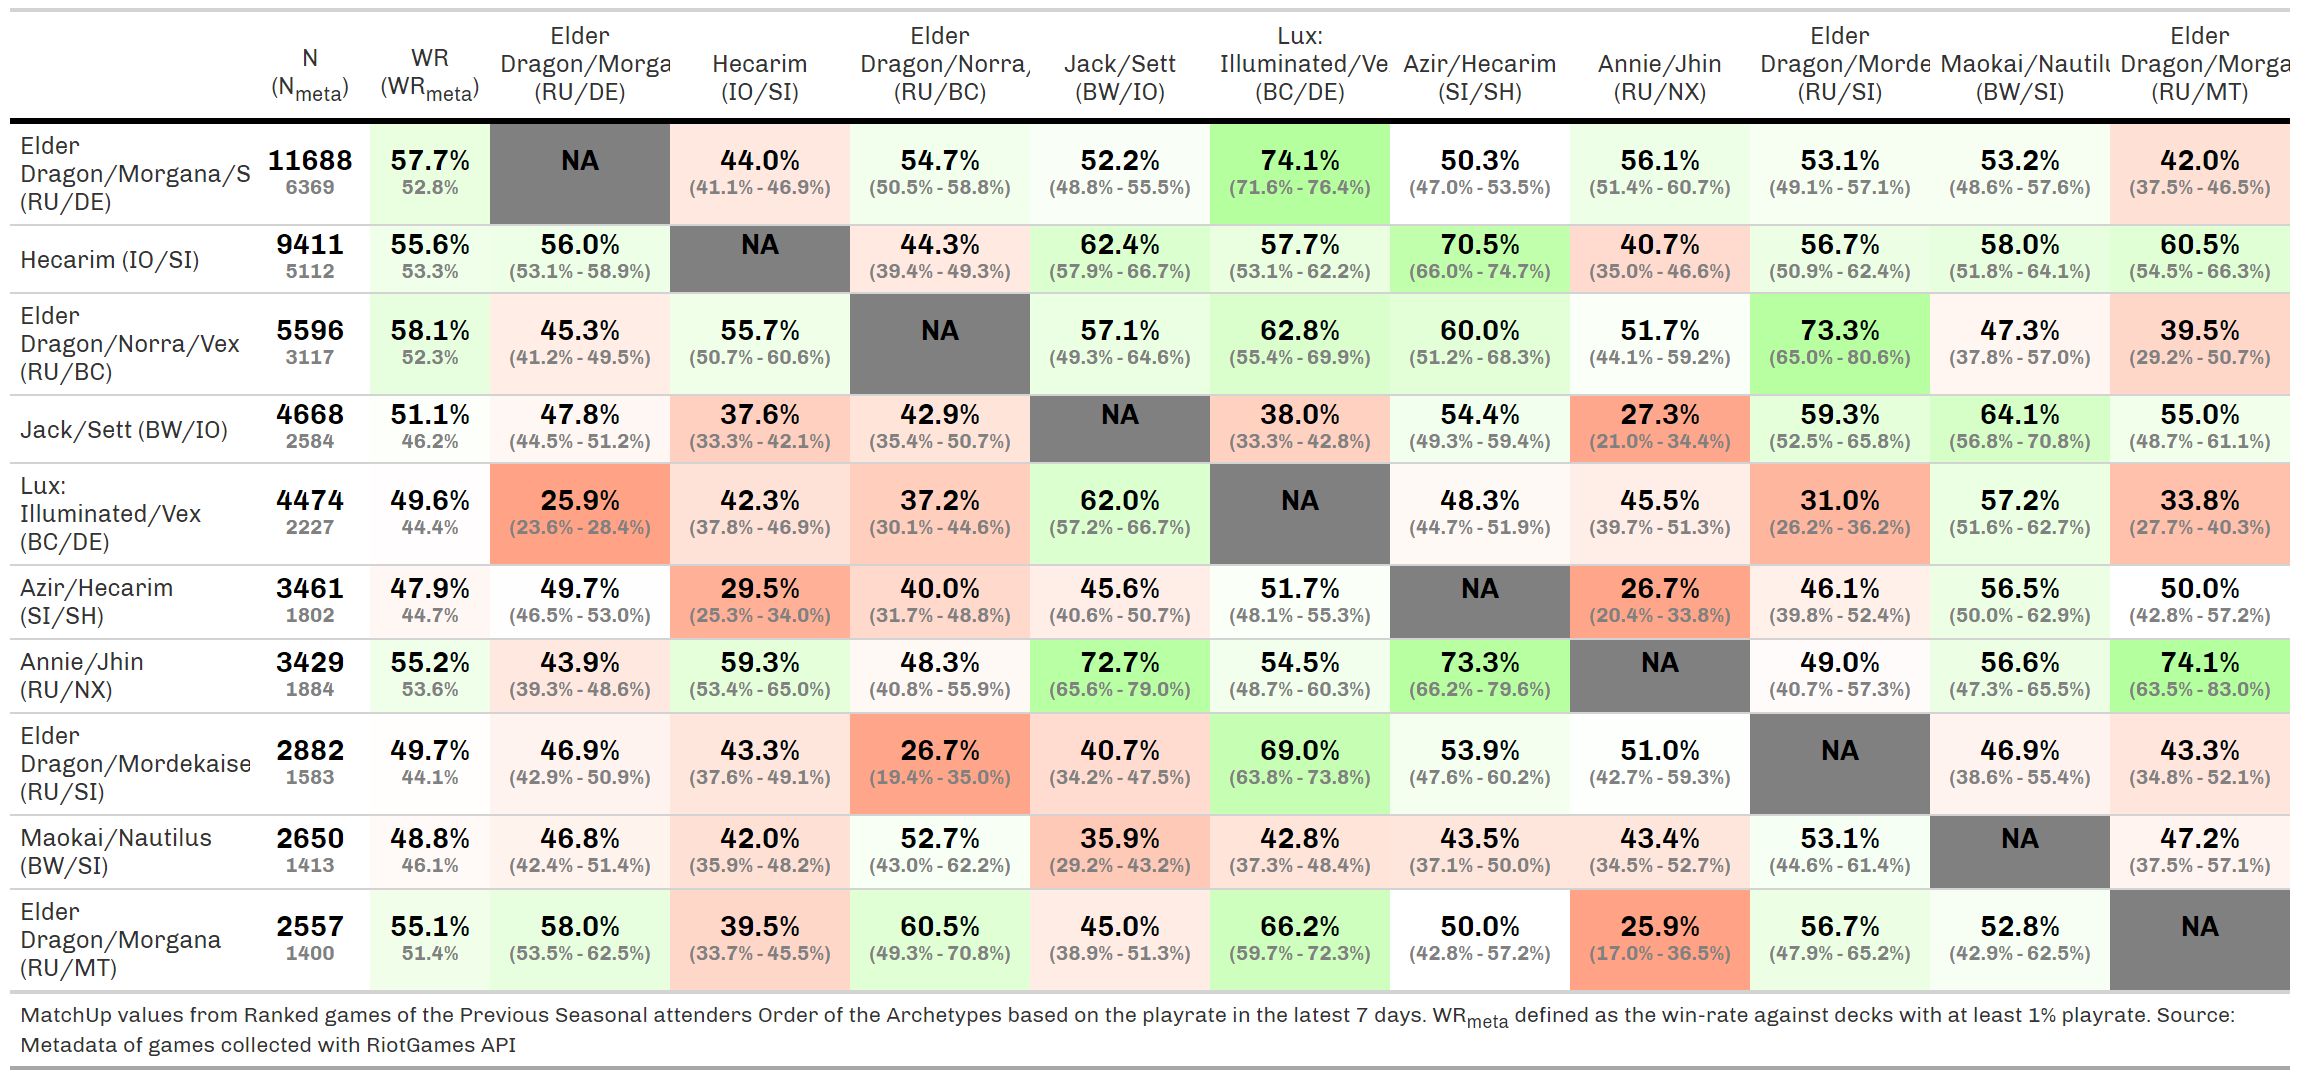 N (Nmeta) WR (WRmeta) Elder Dragon/Morga (RU/DE) Hecarim (IO/SI) Elder Dragon/Norra/ (RU/BC) Jack/Sett (BW/IO) Lux: Illuminated/Ve (BC/DE) Azir/Hecarim (SI/SH) Annie/Jhin (RU/NX) Elder Dragon/Morde (RU/SI) Maokai/Nautilu (BW/SI) Elder Dragon/Morga (RU/MT)
Elder Dragon/Morgana/S (RU/DE) 11688 6369 57.7% 52.8% NA 44.0% (41.1% - 46.9%) 54.7% (50.5% - 58.8%) 52.2% (48.8% - 55.5%) 74.1% (71.6% - 76.4%) 50.3% (47.0% - 53.5%) 56.1% (51.4% - 60.7%) 53.1% (49.1% - 57.1%) 53.2% (48.6% - 57.6%) 42.0% (37.5% - 46.5%)
Hecarim (IO/SI) 9411 5112 55.6% 53.3% 56.0% (53.1% - 58.9%) NA 44.3% (39.4% - 49.3%) 62.4% (57.9% - 66.7%) 57.7% (53.1% - 62.2%) 70.5% (66.0% - 74.7%) 40.7% (35.0% - 46.6%) 56.7% (50.9% - 62.4%) 58.0% (51.8% - 64.1%) 60.5% (54.5% - 66.3%)
Elder Dragon/Norra/Vex (RU/BC) 5596 3117 58.1% 52.3% 45.3% (41.2% - 49.5%) 55.7% (50.7% - 60.6%) NA 57.1% (49.3% - 64.6%) 62.8% (55.4% - 69.9%) 60.0% (51.2% - 68.3%) 51.7% (44.1% - 59.2%) 73.3% (65.0% - 80.6%) 47.3% (37.8% - 57.0%) 39.5% (29.2% - 50.7%)
Jack/Sett (BW/IO) 4668 2584 51.1% 46.2% 47.8% (44.5% - 51.2%) 37.6% (33.3% - 42.1%) 42.9% (35.4% - 50.7%) NA 38.0% (33.3% - 42.8%) 54.4% (49.3% - 59.4%) 27.3% (21.0% - 34.4%) 59.3% (52.5% - 65.8%) 64.1% (56.8% - 70.8%) 55.0% (48.7% - 61.1%)
Lux: Illuminated/Vex (BC/DE) 4474 2227 49.6% 44.4% 25.9% (23.6% - 28.4%) 42.3% (37.8% - 46.9%) 37.2% (30.1% - 44.6%) 62.0% (57.2% - 66.7%) NA 48.3% (44.7% - 51.9%) 45.5% (39.7% - 51.3%) 31.0% (26.2% - 36.2%) 57.2% (51.6% - 62.7%) 33.8% (27.7% - 40.3%)
Azir/Hecarim (SI/SH) 3461 1802 47.9% 44.7% 49.7% (46.5% - 53.0%) 29.5% (25.3% - 34.0%) 40.0% (31.7% - 48.8%) 45.6% (40.6% - 50.7%) 51.7% (48.1% - 55.3%) NA 26.7% (20.4% - 33.8%) 46.1% (39.8% - 52.4%) 56.5% (50.0% - 62.9%) 50.0% (42.8% - 57.2%)
Annie/Jhin (RU/NX) 3429 1884 55.2% 53.6% 43.9% (39.3% - 48.6%) 59.3% (53.4% - 65.0%) 48.3% (40.8% - 55.9%) 72.7% (65.6% - 79.0%) 54.5% (48.7% - 60.3%) 73.3% (66.2% - 79.6%) NA 49.0% (40.7% - 57.3%) 56.6% (47.3% - 65.5%) 74.1% (63.5% - 83.0%)
Elder Dragon/Mordekaise (RU/SI) 2882 1583 49.7% 44.1% 46.9% (42.9% - 50.9%) 43.3% (37.6% - 49.1%) 26.7% (19.4% - 35.0%) 40.7% (34.2% - 47.5%) 69.0% (63.8% - 73.8%) 53.9% (47.6% - 60.2%) 51.0% (42.7% - 59.3%) NA 46.9% (38.6% - 55.4%) 43.3% (34.8% - 52.1%)
Maokai/Nautilus (BW/SI) 2650 1413 48.8% 46.1% 46.8% (42.4% - 51.4%) 42.0% (35.9% - 48.2%) 52.7% (43.0% - 62.2%) 35.9% (29.2% - 43.2%) 42.8% (37.3% - 48.4%) 43.5% (37.1% - 50.0%) 43.4% (34.5% - 52.7%) 53.1% (44.6% - 61.4%) NA 47.2% (37.5% - 57.1%)
Elder Dragon/Morgana (RU/MT) 2557 1400 55.1% 51.4% 58.0% (53.5% - 62.5%) 39.5% (33.7% - 45.5%) 60.5% (49.3% - 70.8%) 45.0% (38.9% - 51.3%) 66.2% (59.7% - 72.3%) 50.0% (42.8% - 57.2%) 25.9% (17.0% - 36.5%) 56.7% (47.9% - 65.2%) 52.8% (42.9% - 62.5%) NA
MatchUp values from Ranked games of the Previous Seasonal attenders Order of the Archetypes based on the playrate in the latest 7 days. WRmeta defined as the win-rate against decks with at least 1% playrate. Source:
Metadata of games collected with RiotGames API